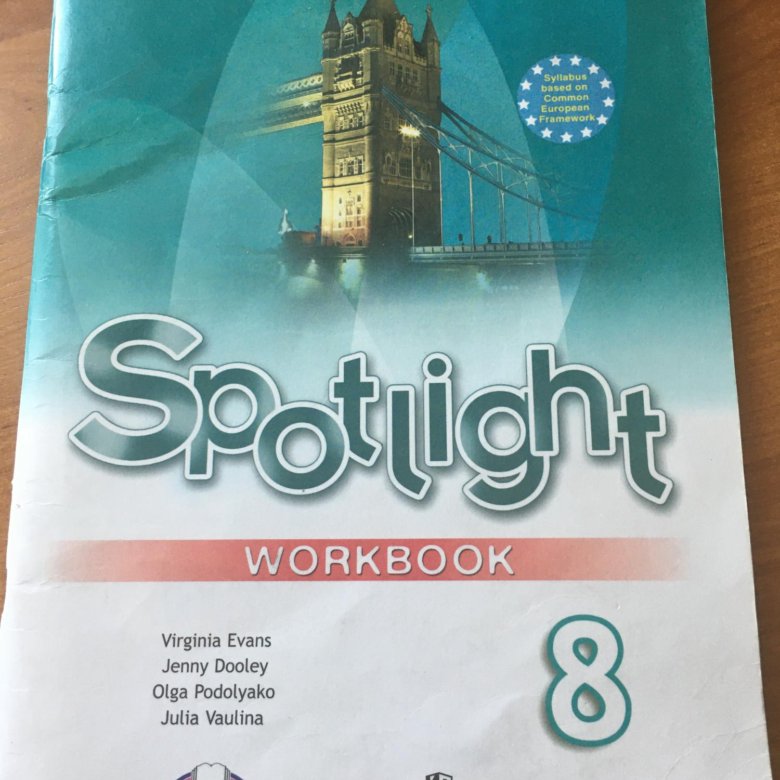 Syllabus
based on
Common
European
Framework
Spotlight
WORKBOOK
Virginia Evans
Jenny Dooley
Olga Podolyako
Julia Vaulina
8